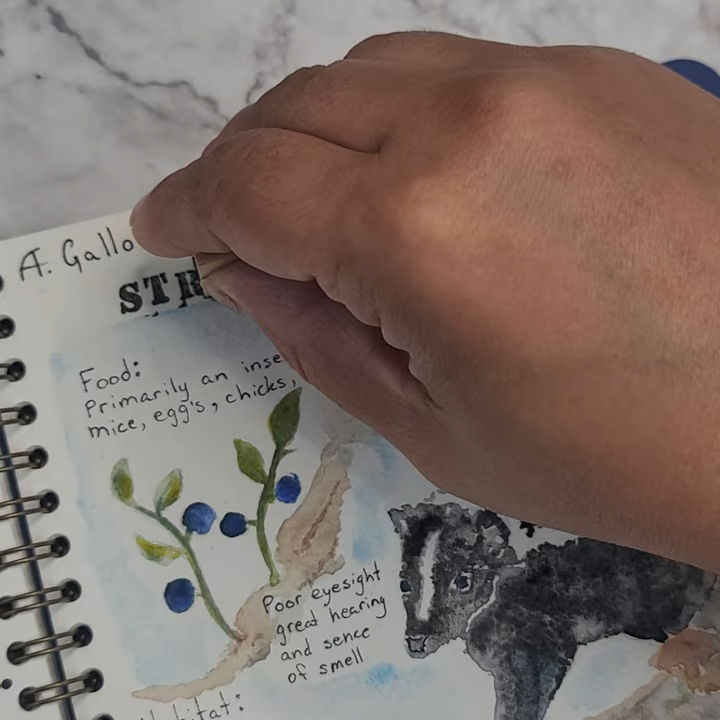 A. Gallo
STR
Food:
Primarily an inse
mice, egg's, chicks,
Poor eyesight
great hearing
and sence
of smell